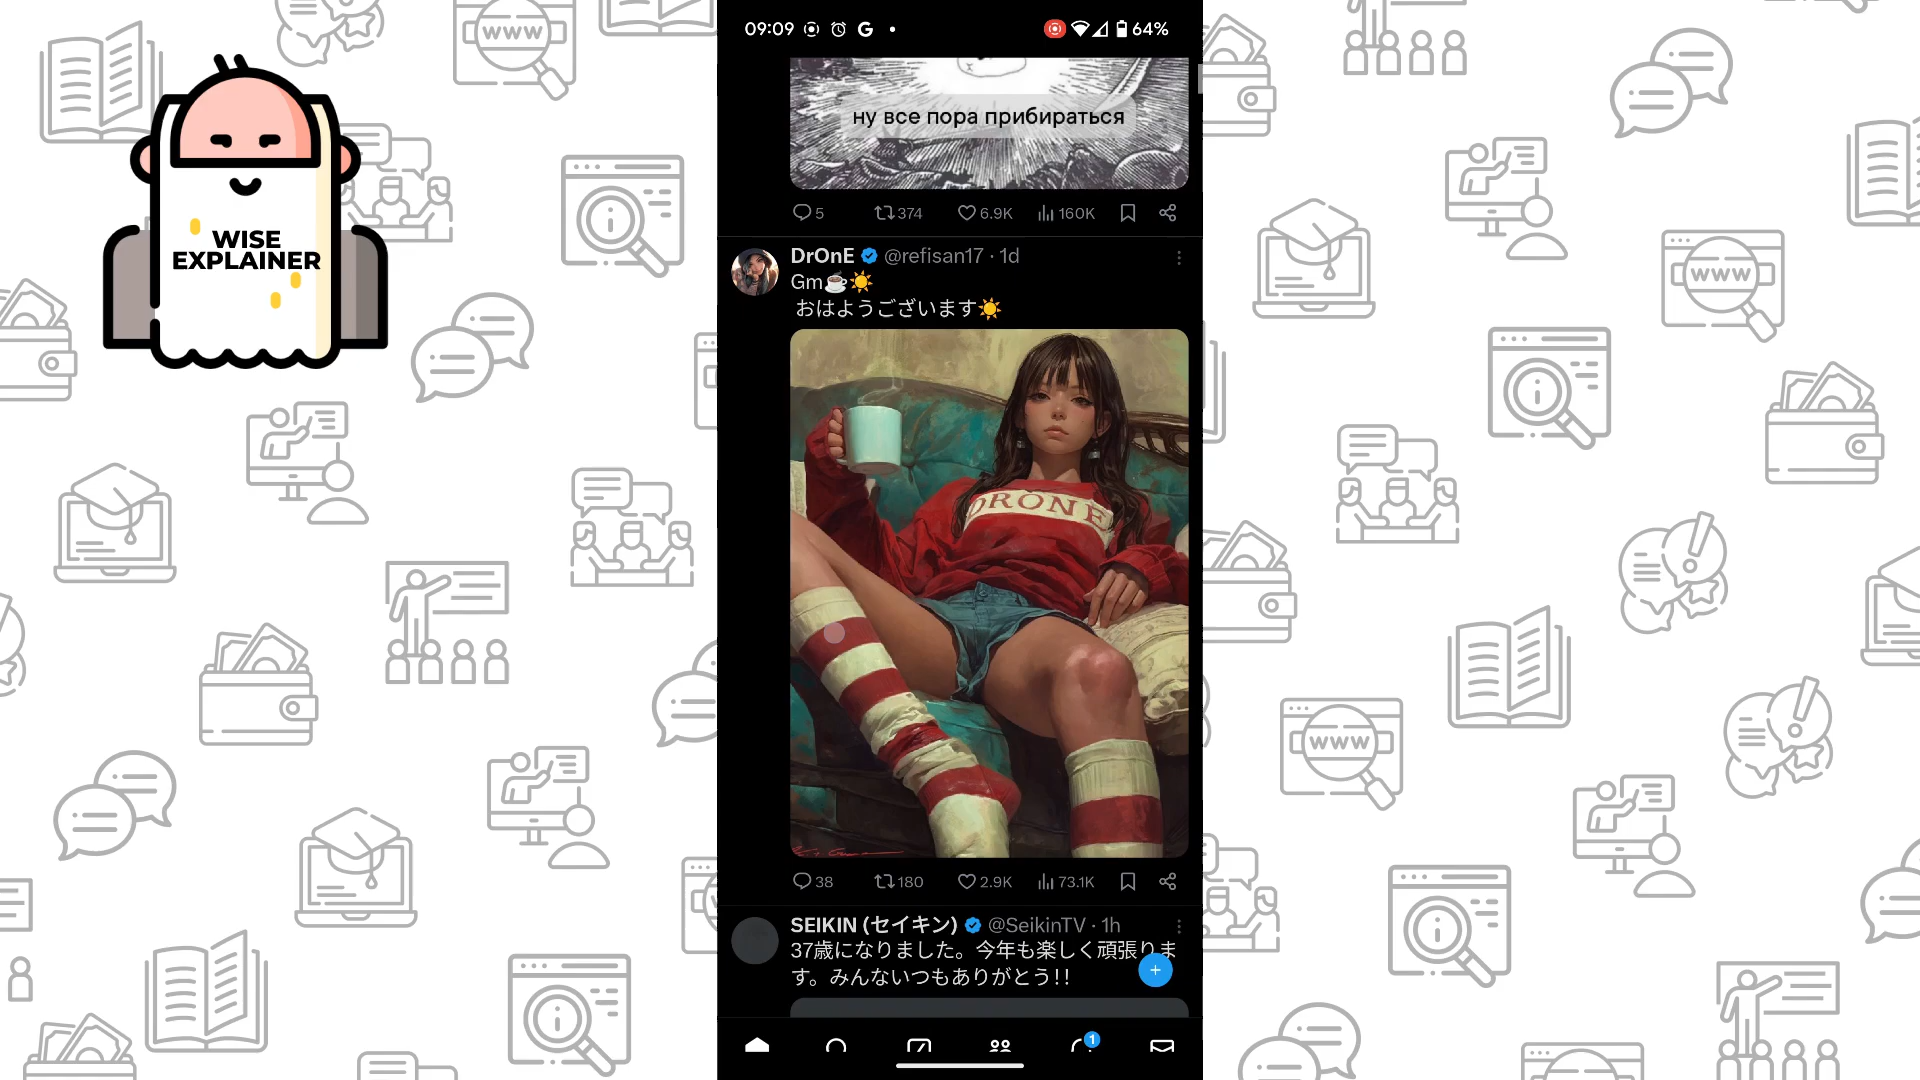 WISE
EXPLAINER
WWW
WWW
WWW
09:09
64%
ну все пора прибираться
5
374
6.9K
160K
DrOnE @refisan17 · 1d
Gm☕☀️
おはようございます☀️
DRONE
38
180
2.9K
73.1K
SEIKIN (セイキン) @SeikinTV · 1h
37歳になりました。今年も楽しく頑張りま
す。みんないつもありがとう!!
1